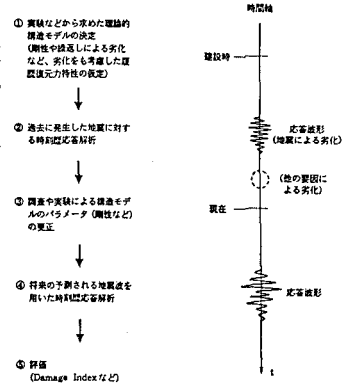 ① 実験などから求めた理論的
構造モデルの決定
(剛性や繰返しによる劣化
など、劣化をも考慮した履
歴復元力特性の仮定)
② 過去に発生した地震に対す
る時刻歴応答解析
③ 調査や実験による構造モデ
ルのパラメータ (剛性など)
の更正
④ 将来の予測される地震波を
用いた時刻歴応答解析
⑤ 評価
(Damage Indexなど)
時間軸
建設時
応答波形
(地震による劣化)
(他の要因に
よる劣化)
現在
応答波形
t